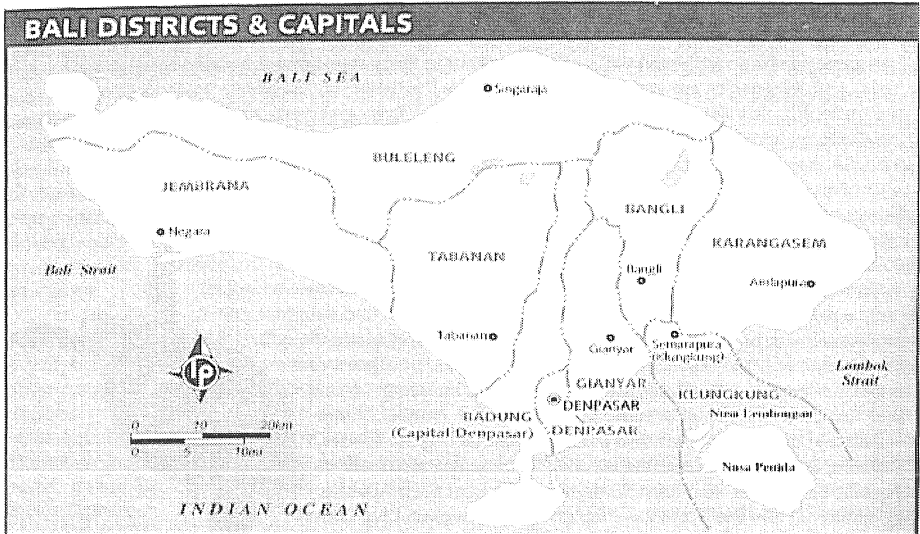 BALI DISTRICTS & CAPITALS
BALI SEA
Singaraja
BULELENG
JEMBRANA
BANGLI
Negara
KARANGASEM
TABANAN
Bali Strait
Bangli
Amlapura
Tabanan
Gianyar
Semarapura
(Klungkung)
lp
Lombok
Strait
GIANYAR
KLUNGKUNG
DENPASAR
Nusa Lembongan
BADUNG
(Capital Denpasar)
DENPASAR
0 10 20km
0 5 10mi
Nusa Penida
INDIAN OCEAN